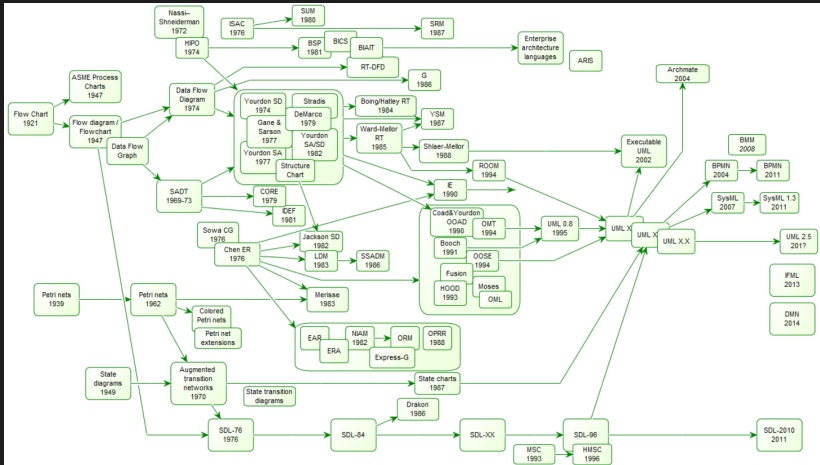 Nassi–
Shneiderman
1972
HIPO
1974
ISAC
1976
SUM
1980
SRM
1987
BSP
1981
BICS
BIAIT
Enterprise
architecture
languages
ARIS
RT-DFD
G
1986
Archmate
2004
ASME Process
Charts
1947
Flow Chart
1921
Flow diagram /
Flowchart
1947
Data Flow
Graph
Data Flow
Diagram
1974
Yourdon SD
1974
Stradis
DeMarco
1979
Gane &
Sarson
1977
Yourdon
SA/SD
1982
Yourdon SA
1977
Structure
Chart
Boing/Hatley RT
1984
YSM
1987
Ward-Mellor
RT
1985
Shlaer-Mellor
1988
ROOM
1994
Executable
UML
2002
BMM
2008
BPMN
2004
BPMN
2011
SysML
2007
SysML 1.3
2011
SADT
1969-73
CORE
1979
IDEF
1981
IE
1990
Sowa CG
1976
Chen ER
1976
Jackson SD
1982
LDM
1983
SSADM
1986
Coad&Yourdon
OOAD
1990
OMT
1994
Booch
1991
OOSE
1994
Fusion
HOOD
1993
Moses
OML
UML 0.8
1995
UML X
UML X
UML X.X
UML 2.5
201?
IFML
2013
DMN
2014
Petri nets
1939
Petri nets
1962
Colored
Petri nets
Petri net
extensions
Merisse
1983
EAR
ERA
NIAM
1982
ORM
OPRR
1988
Express-G
State
diagrams
1949
Augmented
transition
networks
1970
State transition
diagrams
State charts
1987
Drakon
1986
SDL-76
1976
SDL-84
SDL-XX
SDL-96
MSC
1993
HMSC
1996
SDL-2010
2011